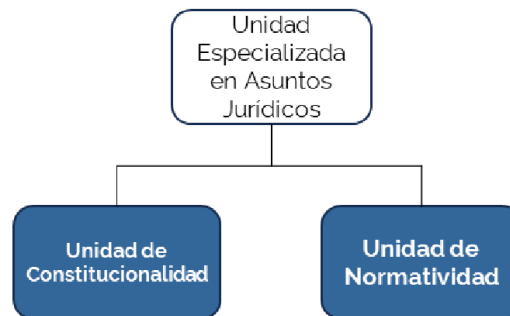 Unidad
Especializada
en Asuntos
Jurídicos
Unidad de
Constitucionalidad
Unidad de
Normatividad